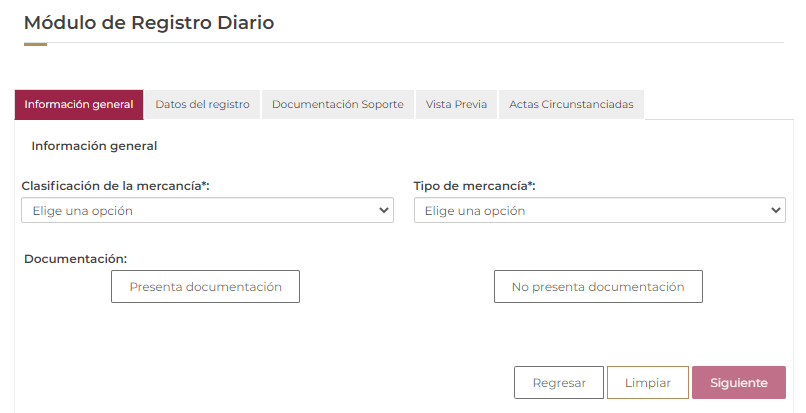 Módulo de Registro Diario
Información general Datos del registro Documentación Soporte Vista Previa Actas Circunstanciadas
Información general
Clasificación de la mercancía*: Tipo de mercancía*:
Elige una opción Elige una opción
Documentación:
Presenta documentación No presenta documentación
Regresar Limpiar Siguiente